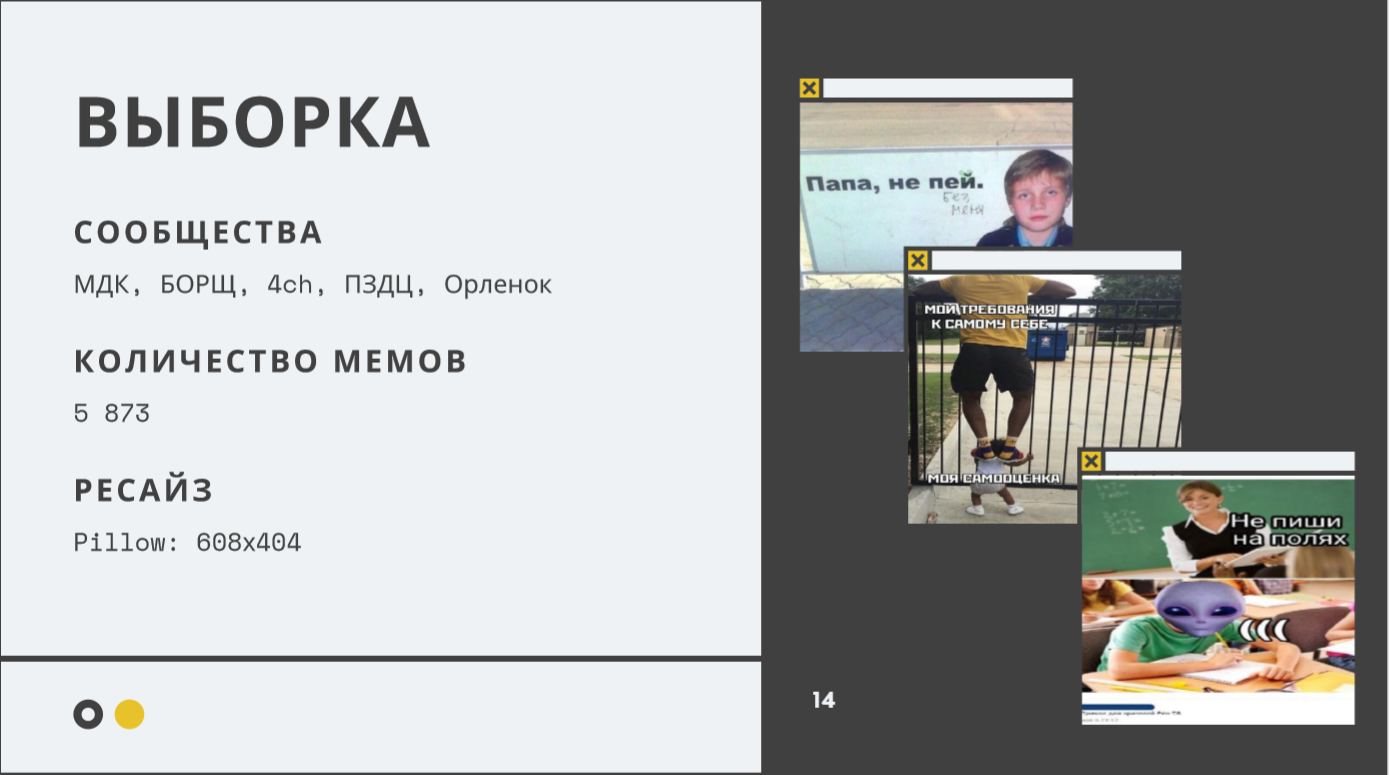 ВЫБОРКА
СООБЩЕСТВА
МДК, БОРЩ, 4ch, ПЗДЦ, Орленок
КОЛИЧЕСТВО МЕМОВ
5 873
РЕСАЙЗ
Pillow: 608x404
Папа, не пей.
без
меня
МОИ ТРЕБОВАНИЯ
К САМОМУ СЕБЕ
МОЯ САМООЦЕНКА
Не пиши
на полях
14